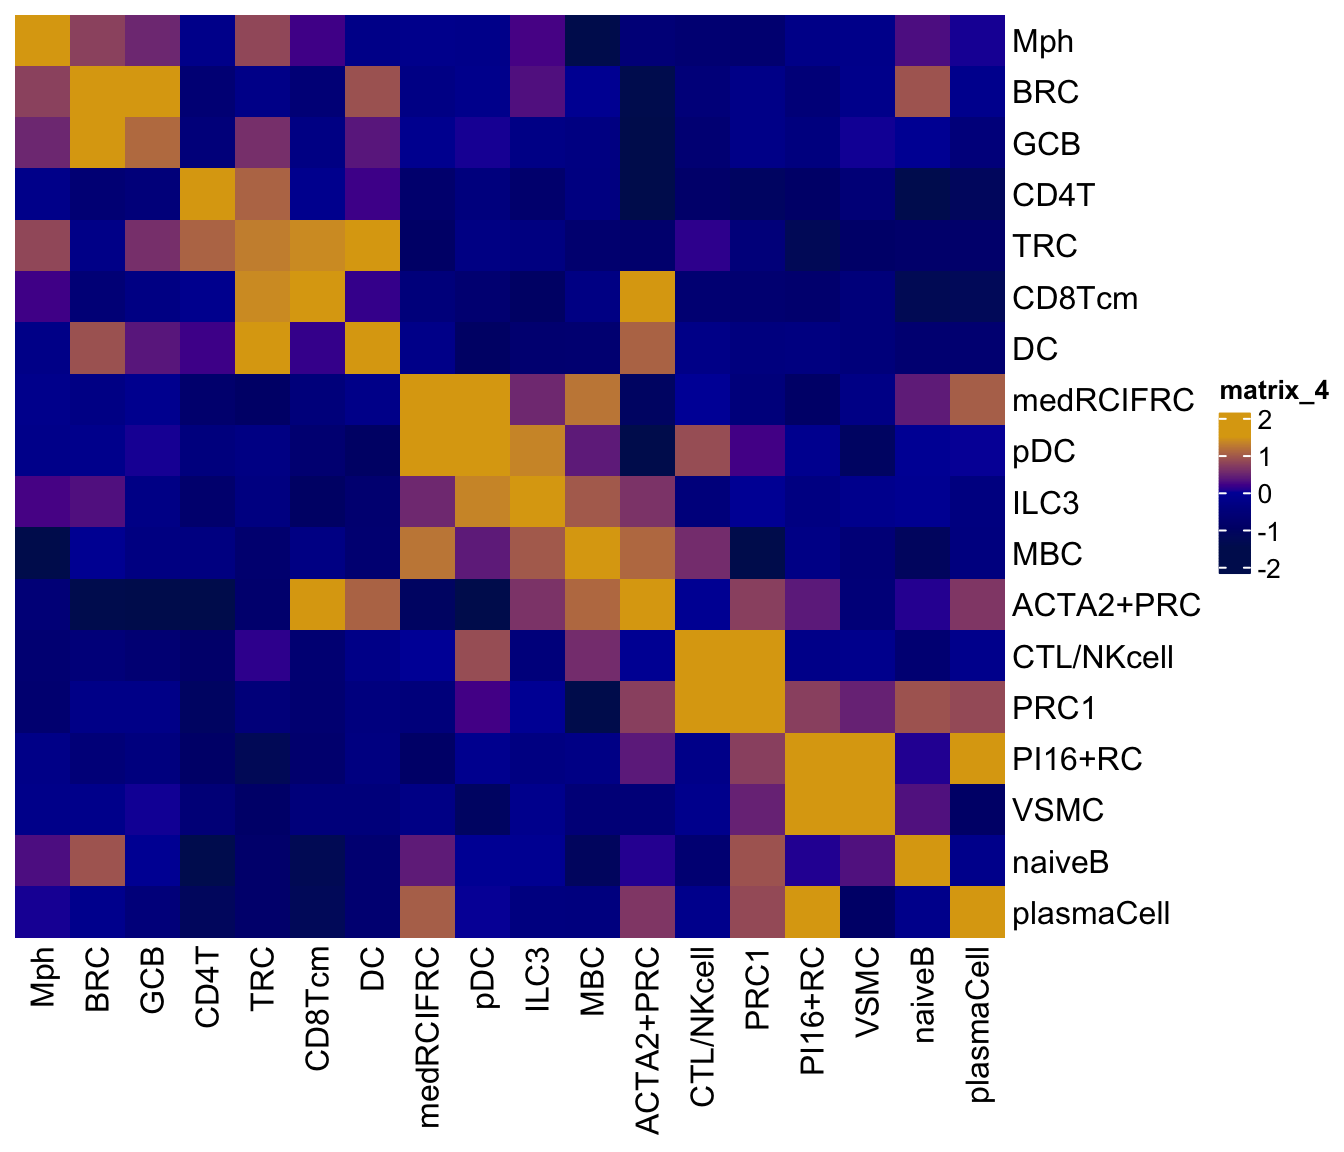 Mph
BRC
GCB
CD4T
TRC
CD8Tcm
DC
medRCIFRC
pDC
ILC3
MBC
ACTA2+PRC
CTL/NKcell
PRC1
PI16+RC
VSMC
naiveB
plasmaCell
matrix_4
2
1
0
-1
-2
Mph
BRC
GCB
CD4T
TRC
CD8Tcm
DC
medRCIFRC
pDC
ILC3
MBC
ACTA2+PRC
CTL/NKcell
PRC1
PI16+RC
VSMC
naiveB
plasmaCell